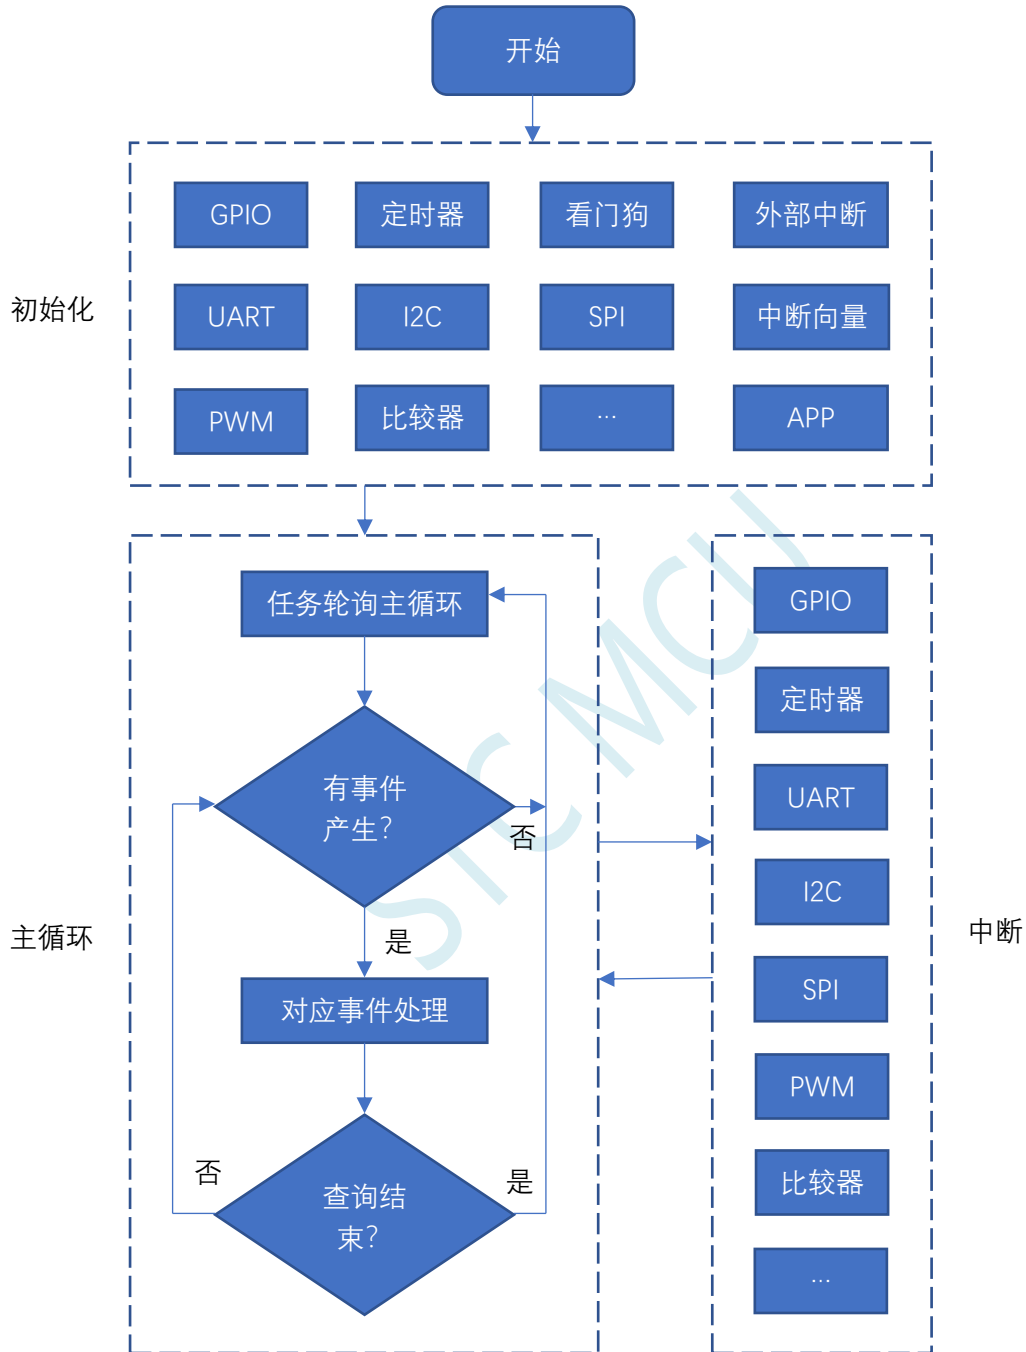 开始
初始化
GPIO
定时器
看门狗
外部中断
UART
I2C
SPI
中断向量
PWM
比较器
...
APP
主循环
任务轮询主循环
有事件
产生?
否
是
对应事件处理
查询结
束?
否
是
中断
GPIO
定时器
UART
I2C
SPI
PWM
比较器
...
STC MCU